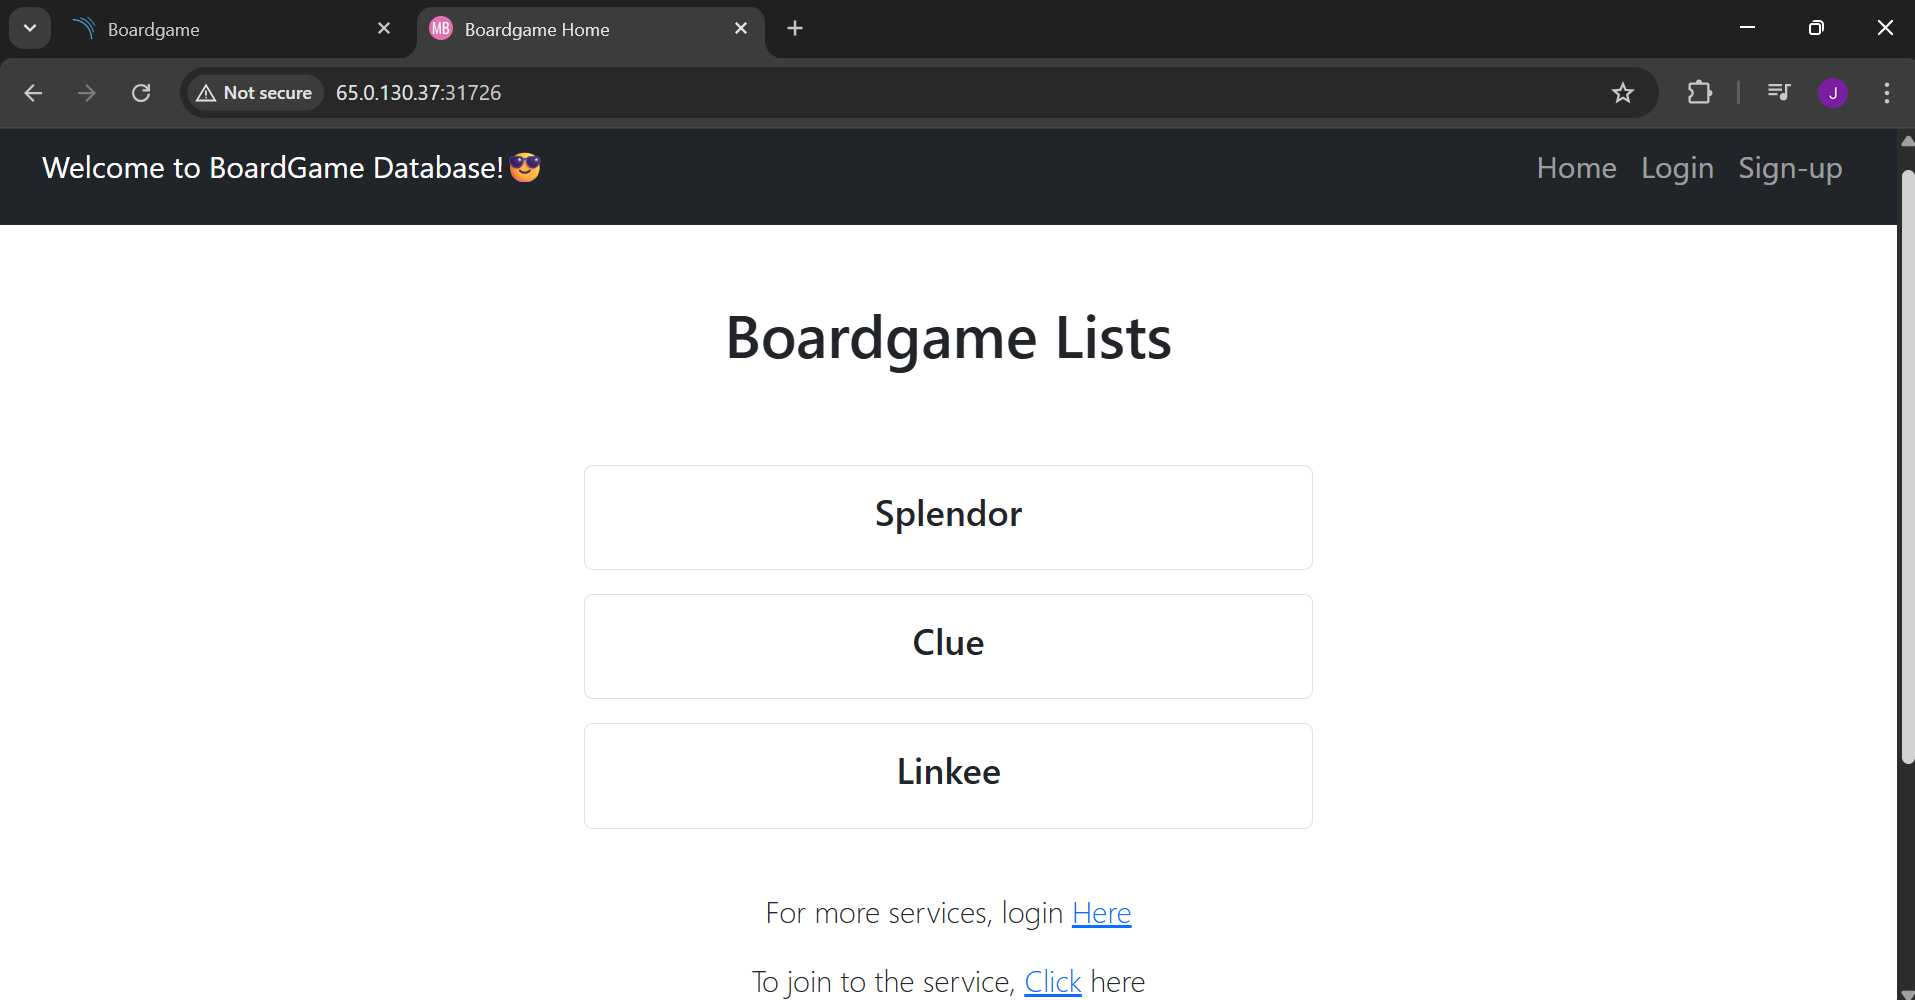 Boardgame
MB Boardgame Home
Not secure 65.0.130.37:31726
J
Welcome to BoardGame Database!😎
Home Login Sign-up
Boardgame Lists
Splendor
Clue
Linkee
For more services, login Here
To join to the service, Click here